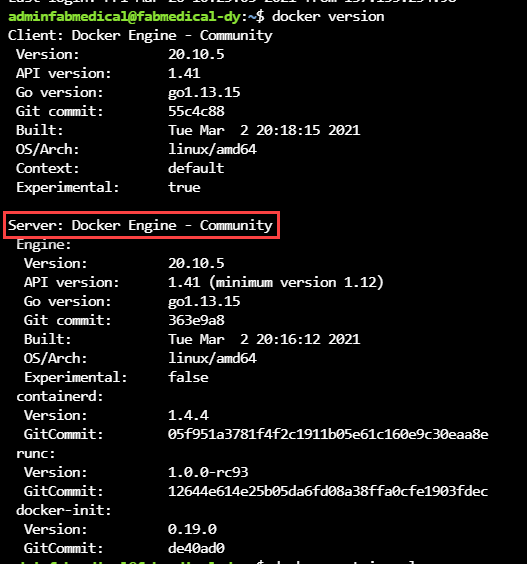 adminfabmedical@fabmedical-dy:~$ docker version
Client: Docker Engine - Community
Version: 20.10.5
API version: 1.41
Go version: go1.13.15
Git commit: 55c4c88
Built: Tue Mar  2 20:18:15 2021
OS/Arch: linux/amd64
Context: default
Experimental: true
Server: Docker Engine - Community
Engine:
Version: 20.10.5
API version: 1.41 (minimum version 1.12)
Go version: go1.13.15
Git commit: 363e9a8
Built: Tue Mar  2 20:16:12 2021
OS/Arch: linux/amd64
Experimental: false
containerd:
Version: 1.4.4
GitCommit: 05f951a3781f4f2c1911b05e61c160e9c30eaa8e
runc:
Version: 1.0.0-rc93
GitCommit: 12644e614e25b05da6fd08a38ffa0cfe1903fdec
docker-init:
Version: 0.19.0
GitCommit: de40ad0